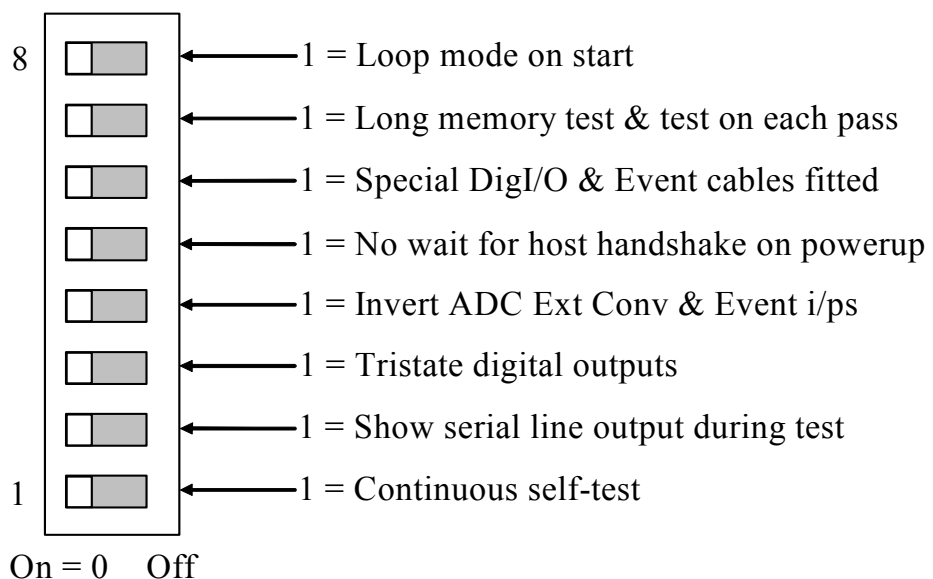 8 1 = Loop mode on start
1 = Long memory test & test on each pass
1 = Special DigI/O & Event cables fitted
1 = No wait for host handshake on powerup
1 = Invert ADC Ext Conv & Event i/ps
1 = Tristate digital outputs
1 = Show serial line output during test
1 1 = Continuous self-test
On = 0 Off